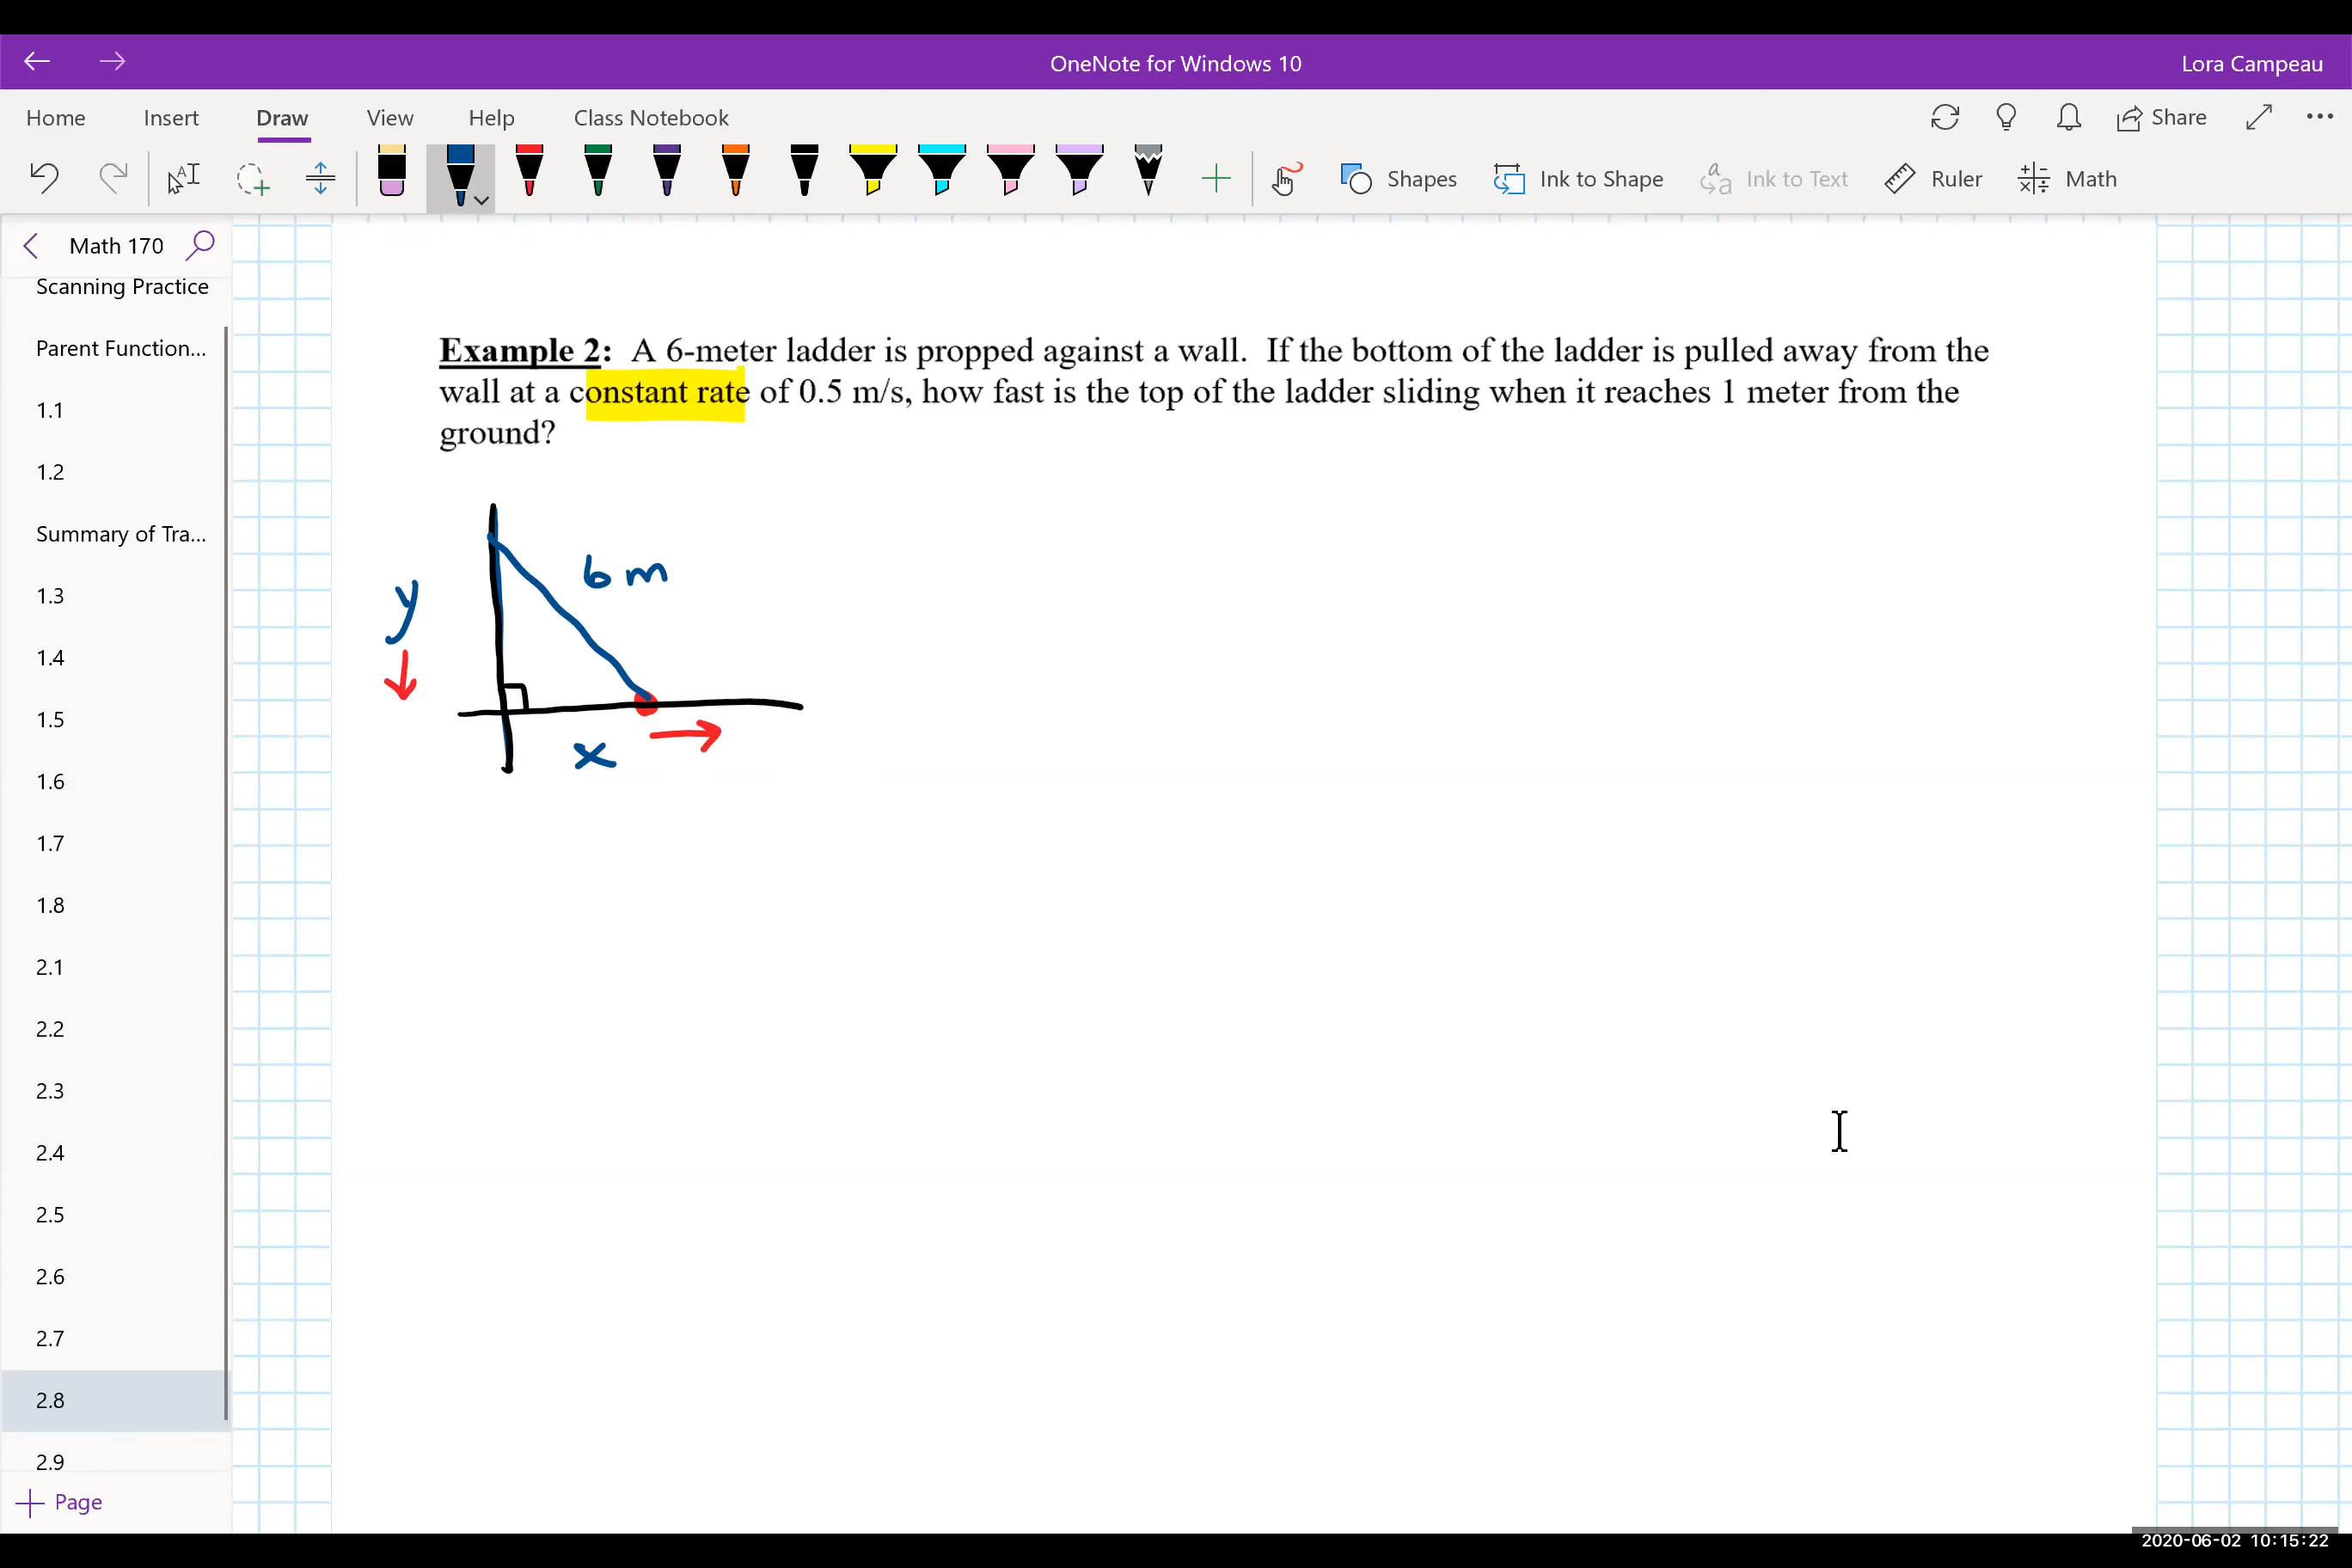 OneNote for Windows 10
Lora Campeau
Home Insert Draw View Help Class Notebook
Share
Shapes Ink to Shape Ink to Text Ruler Math
Math 170
Scanning Practice
Parent Function...
1.1
1.2
Summary of Tra...
1.3
1.4
1.5
1.6
1.7
1.8
2.1
2.2
2.3
2.4
2.5
2.6
2.7
2.8
2.9
Page
Example 2: A 6-meter ladder is propped against a wall. If the bottom of the ladder is pulled away from the
wall at a constant rate of 0.5 m/s, how fast is the top of the ladder sliding when it reaches 1 meter from the
ground?
6 m
y
x
2020-06-02 10:15:22